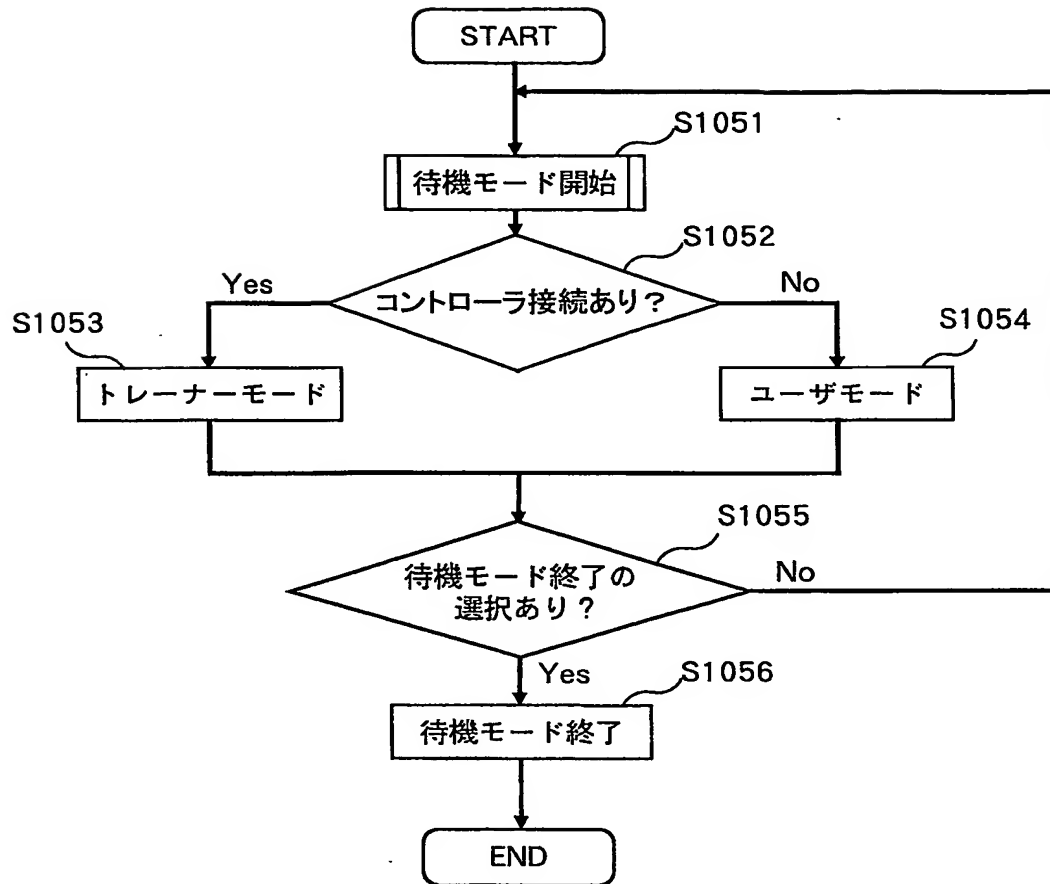 START
S1051
待機モード開始
S1052
コントローラ接続あり？
Yes
No
S1053
トレーナーモード
S1054
ユーザモード
S1055
待機モード終了の
選択あり？
No
Yes
S1056
待機モード終了
END